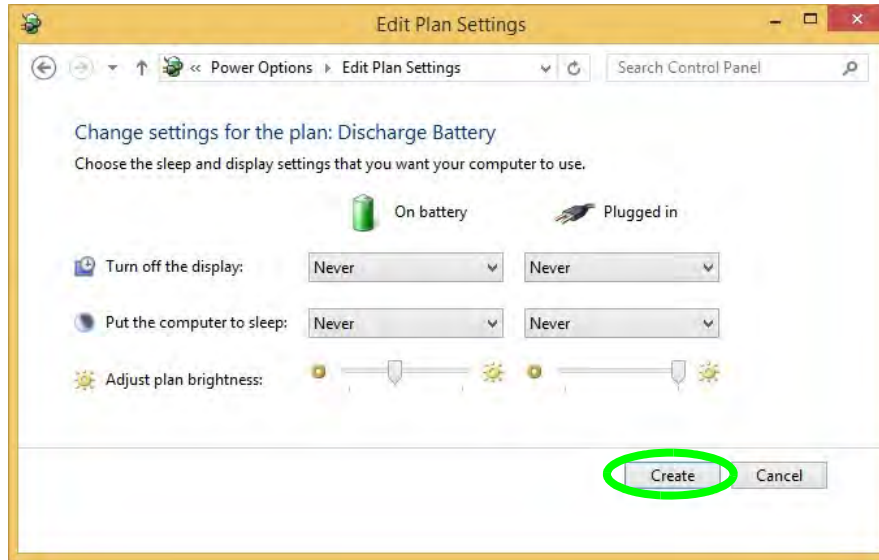 Edit Plan Settings
« Power Options Edit Plan Settings Search Control Panel
Change settings for the plan: Discharge Battery
Choose the sleep and display settings that you want your computer to use.
On battery Plugged in
Turn off the display: Never Never
Put the computer to sleep: Never Never
Adjust plan brightness:
Create Cancel